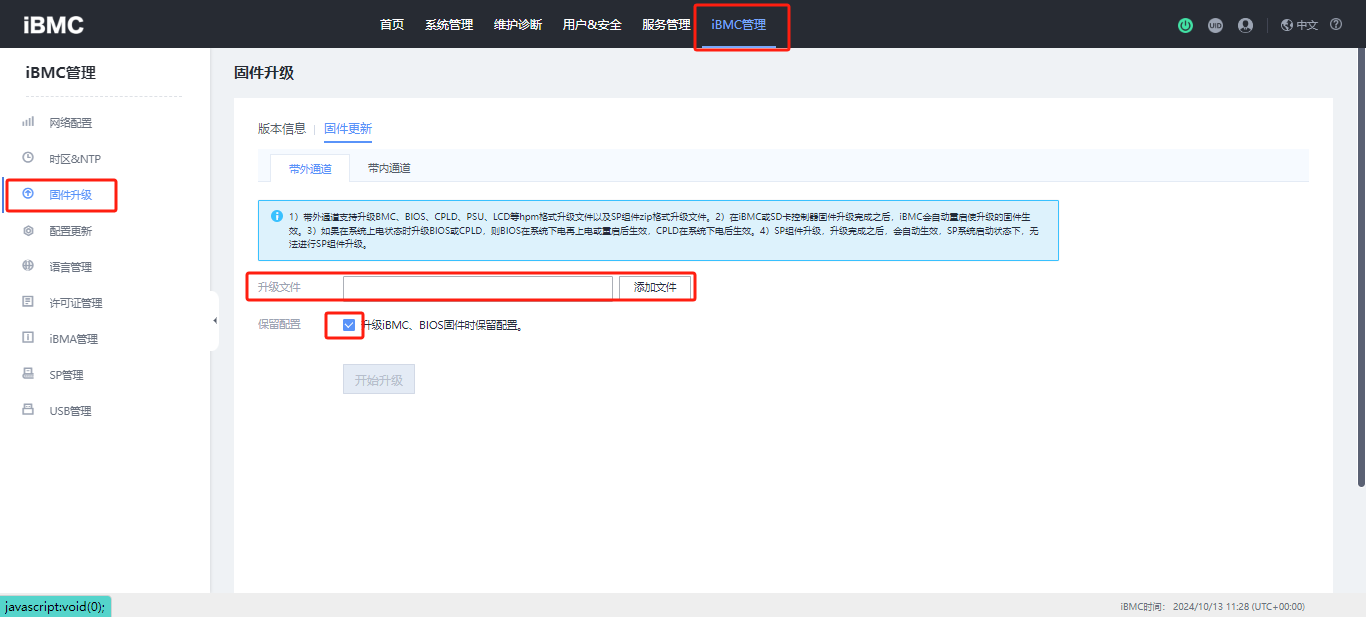 iBMC
首页 系统管理 维护诊断 用户&安全 服务管理 iBMC管理
UID 中文
iBMC管理
网络配置
时区&NTP
固件升级
配置更新
语言管理
许可证管理
iBMA管理
SP管理
USB管理
固件升级
版本信息 | 固件更新
带外通道 带内通道
1）带外通道支持升级BMC、BIOS、CPLD、PSU、LCD等hpm格式升级文件以及SP组件zip格式升级文件。2）在iBMC或SD卡控制器固件升级完成之后，iBMC会自动重启使升级的固件生
效。3）如果在系统上电状态时升级BIOS或CPLD，则BIOS在系统下电再上电或重启后生效，CPLD在系统下电后生效。4）SP组件升级，升级完成之后，会自动生效，SP系统启动状态下，无
法进行SP组件升级。
升级文件 添加文件
保留配置 升级iBMC、BIOS固件时保留配置。
开始升级
javascript:void(0);
iBMC时间： 2024/10/13 11:28 (UTC+00:00)